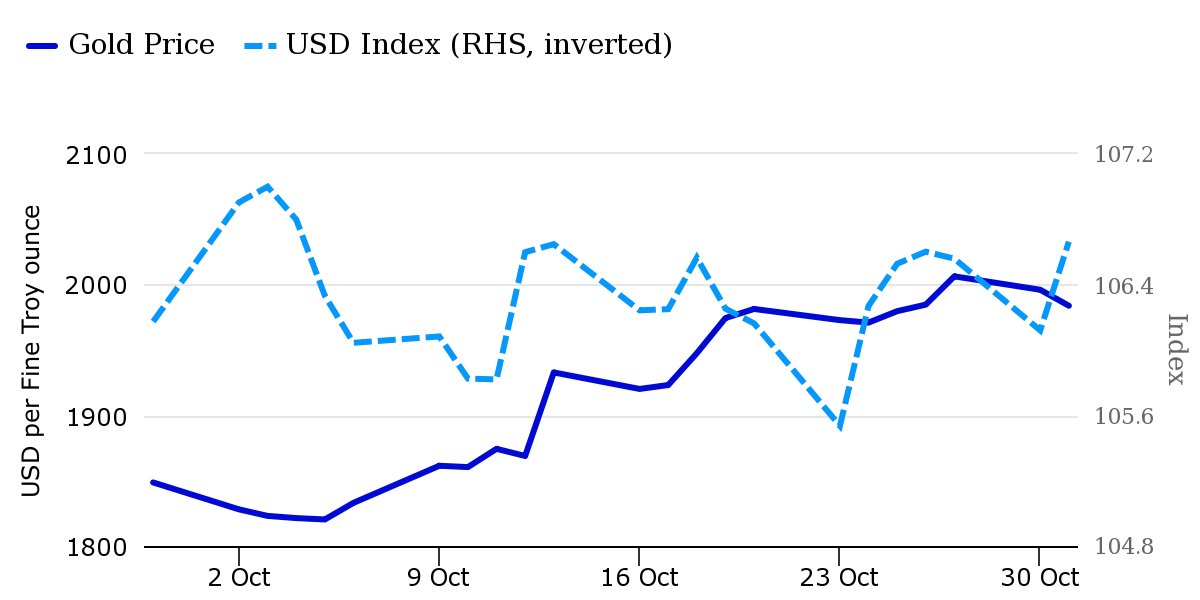 Gold Price USD Index (RHS, inverted)
2100 107.2
2000 106.4
1900 105.6
1800 104.8
USD per Fine Troy ounce
Index
2 Oct 9 Oct 16 Oct 23 Oct 30 Oct